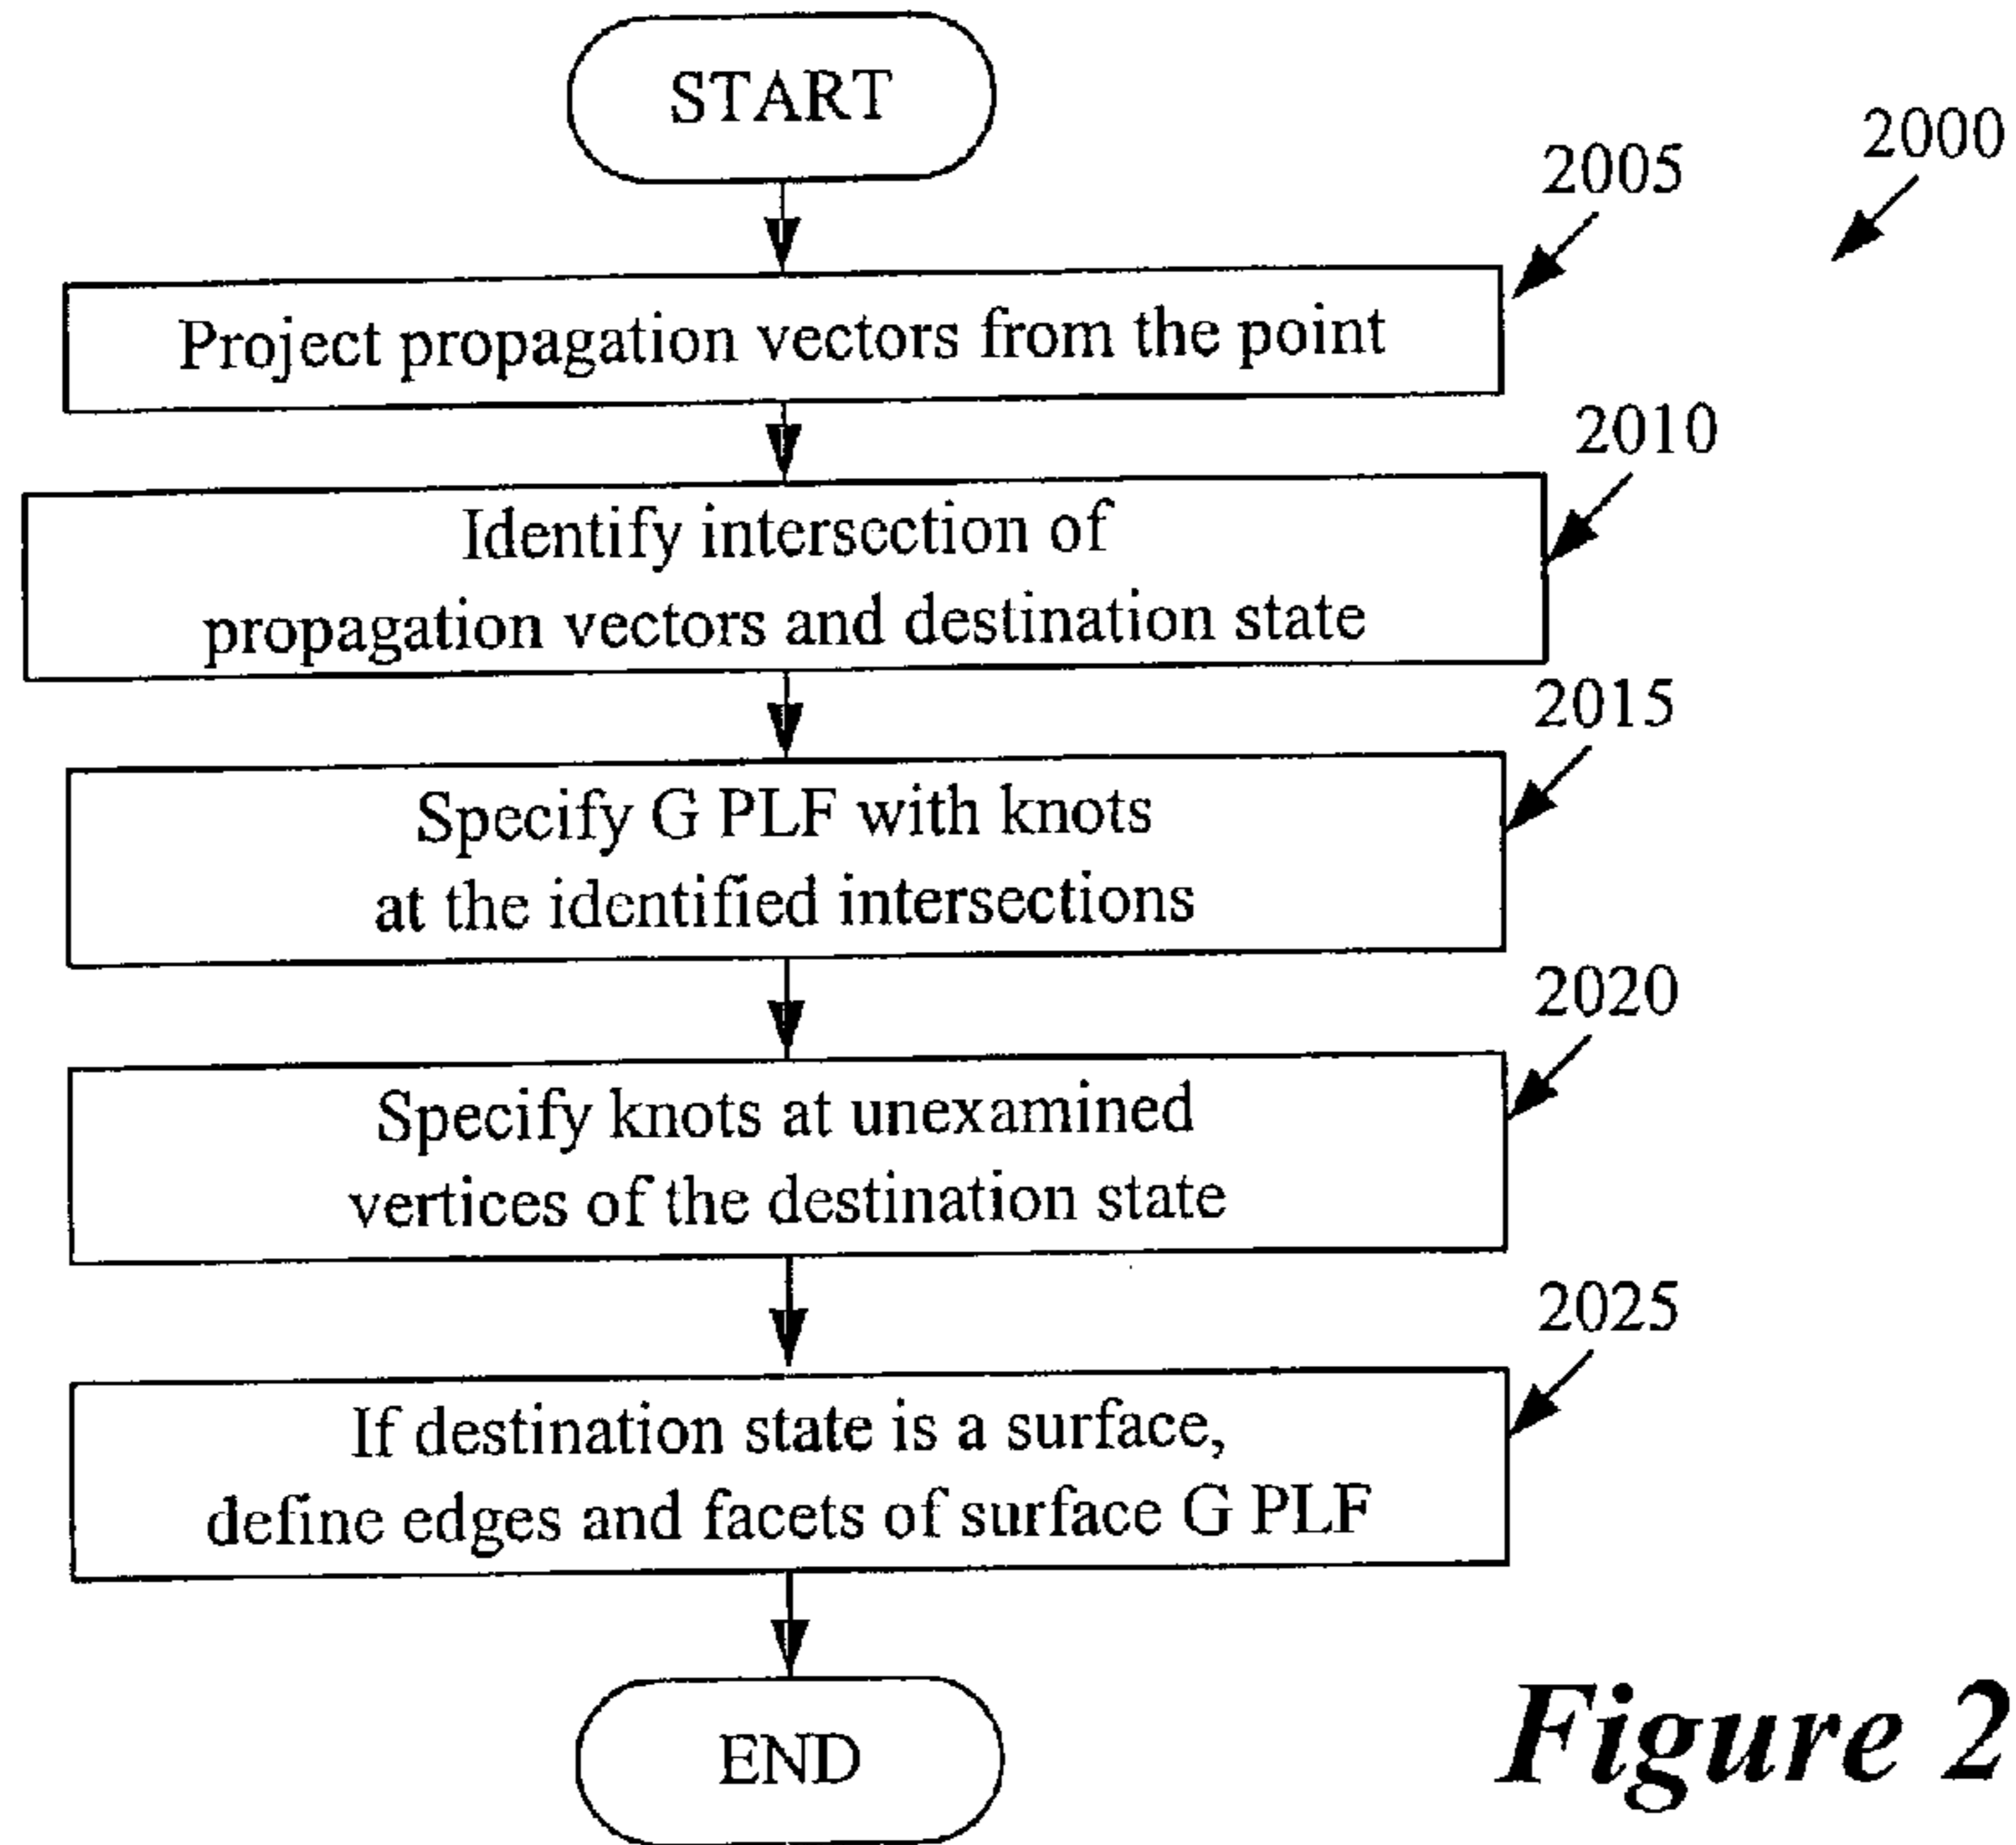 START
2000
2005
Project propagation vectors from the point
2010
Identify intersection of
propagation vectors and destination state
2015
Specify G PLF with knots
at the identified intersections
2020
Specify knots at unexamined
vertices of the destination state
2025
If destination state is a surface,
define edges and facets of surface G PLF
END
Figure 2